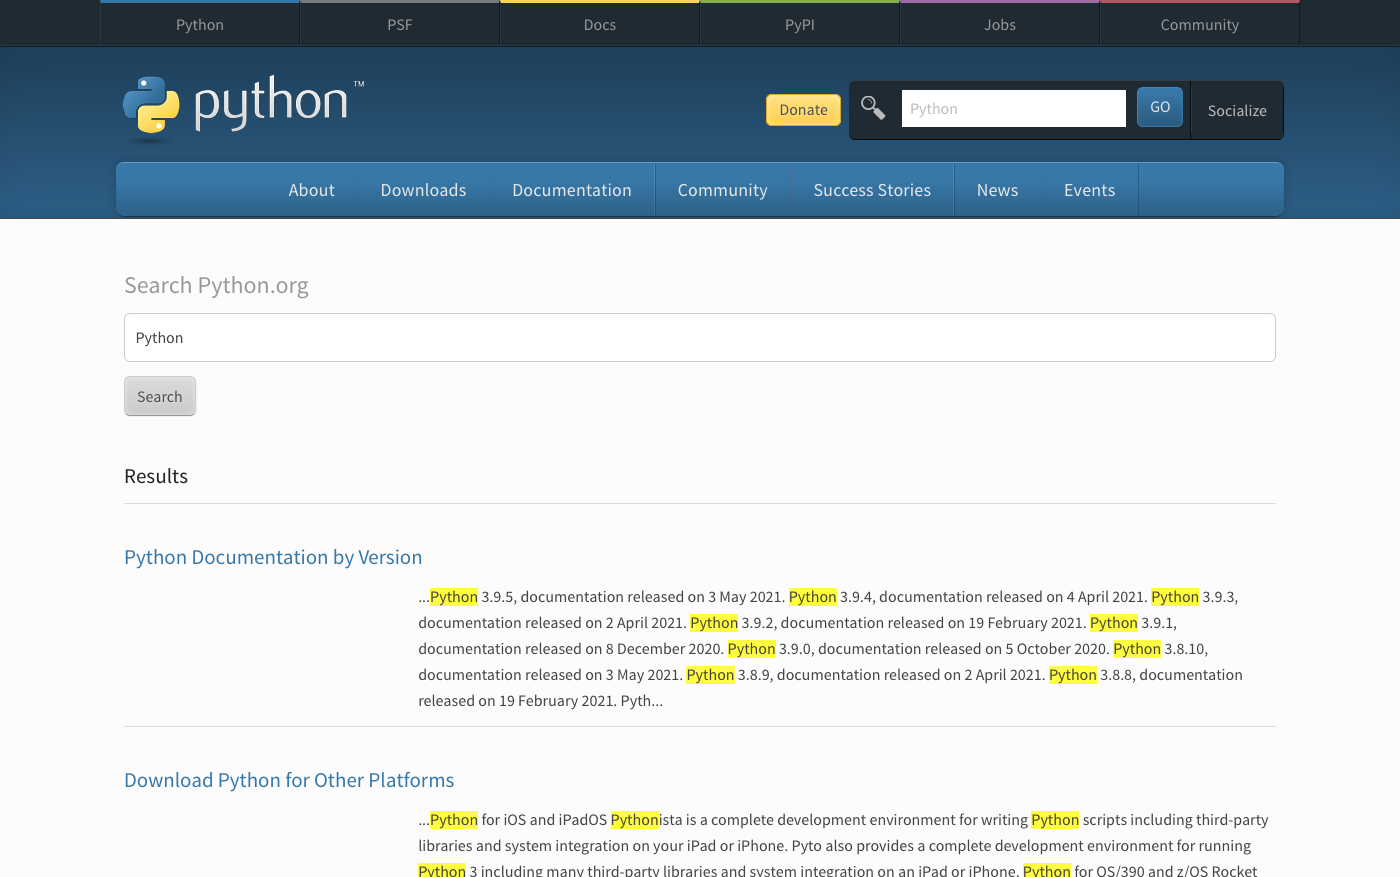 Python
PSF
Docs
PyPI
Jobs
Community
python™
Donate
Python
GO
Socialize
About
Downloads
Documentation
Community
Success Stories
News
Events
Search Python.org
Python
Search
Results
Python Documentation by Version
...Python 3.9.5, documentation released on 3 May 2021. Python 3.9.4, documentation released on 4 April 2021. Python 3.9.3,
documentation released on 2 April 2021. Python 3.9.2, documentation released on 19 February 2021. Python 3.9.1,
documentation released on 8 December 2020. Python 3.9.0, documentation released on 5 October 2020. Python 3.8.10,
documentation released on 3 May 2021. Python 3.8.9, documentation released on 2 April 2021. Python 3.8.8, documentation
released on 19 February 2021. Pyth...
Download Python for Other Platforms
...Python for iOS and iPadOS Pythonista is a complete development environment for writing Python scripts including third-party
libraries and system integration on your iPad or iPhone. Pyto also provides a complete development environment for running
Python 3 including many third-party libraries and system integration on an iPad or iPhone. Python for OS/390 and z/OS Rocket